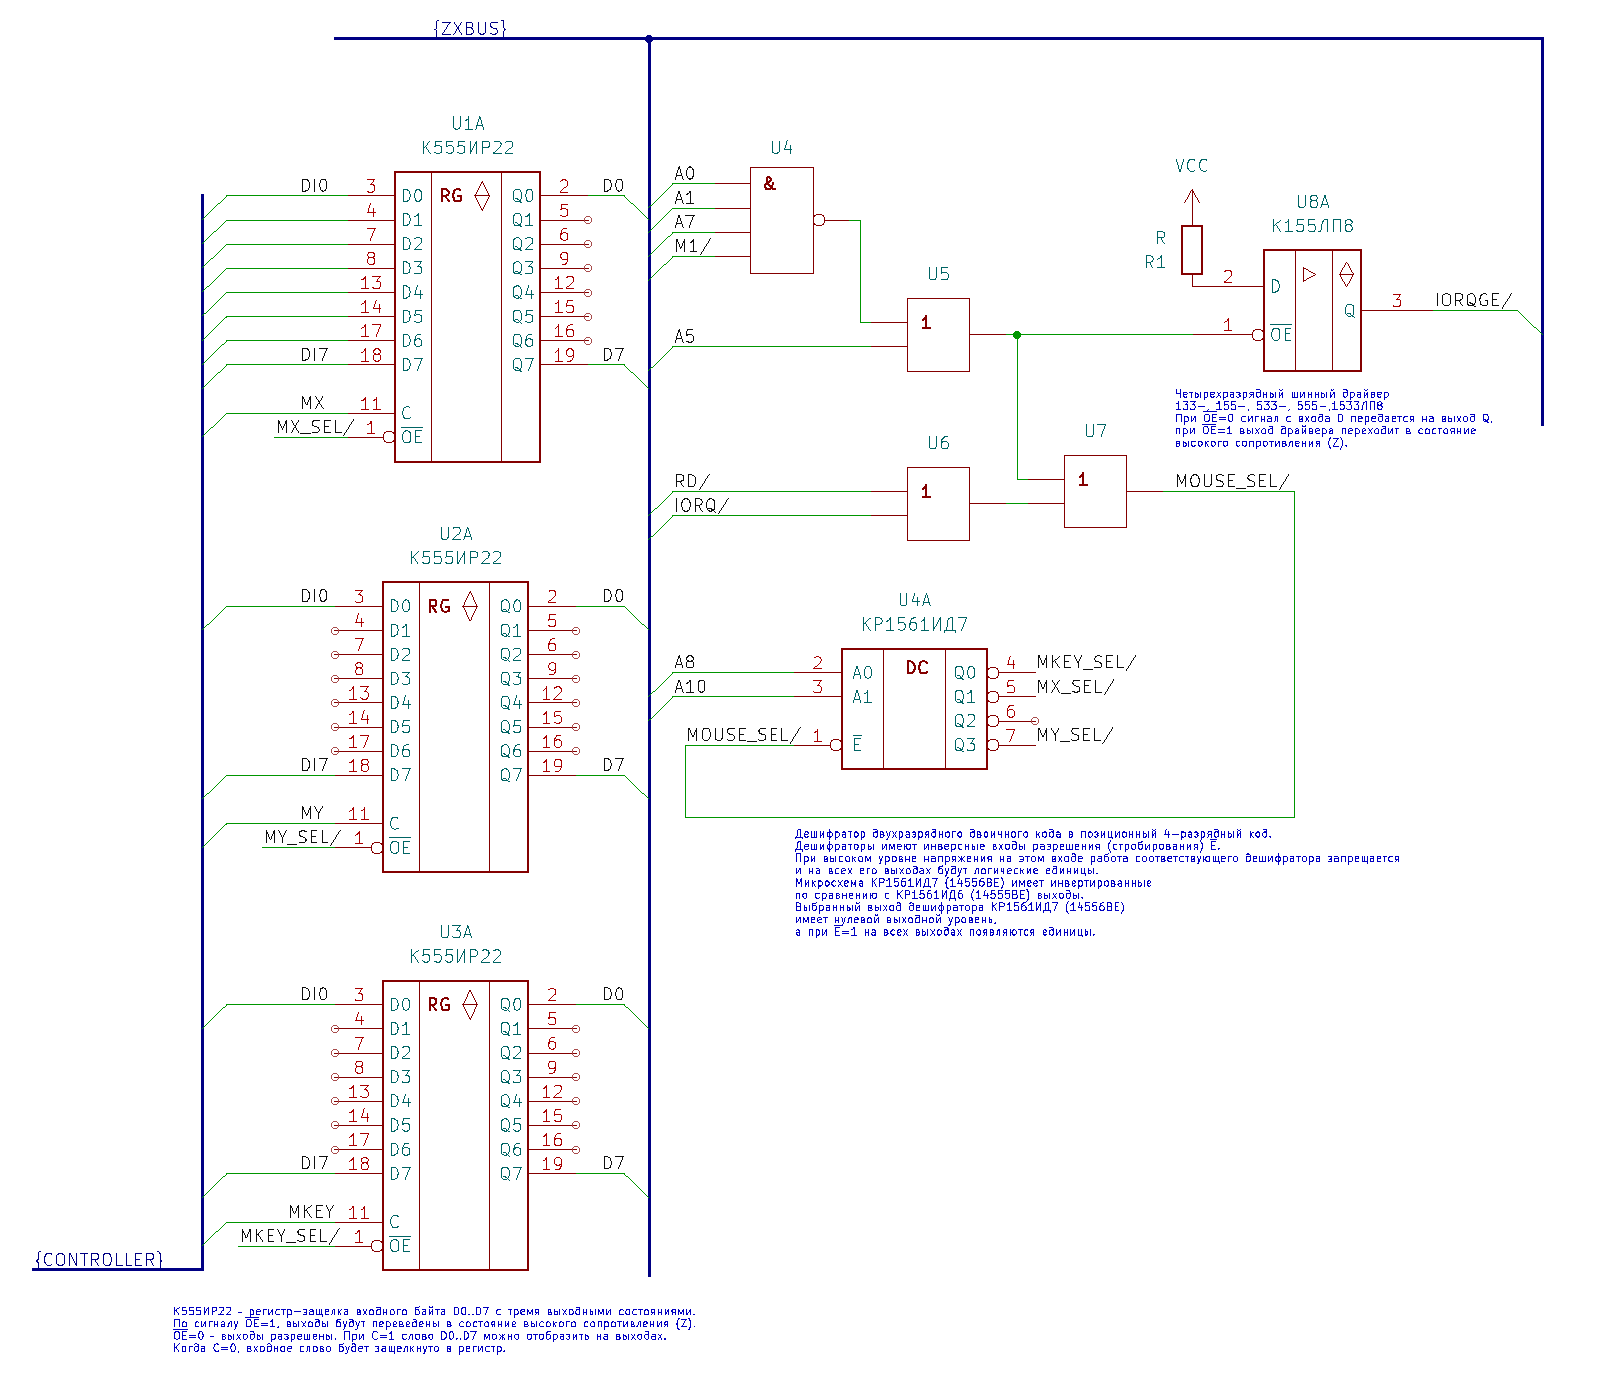 {ZXBUS}
U1A
К555ИР22
DI0 3 D0 RG Q0 2 D0
4 D1 Q1 5
7 D2 Q2 6
8 D3 Q3 9
13 D4 Q4 12
14 D5 Q5 15
17 D6 Q6 16
DI7 18 D7 Q7 19 D7
MX 11 C
MX_SEL/ 1 OE
U2A
К555ИР22
DI0 3 D0 RG Q0 2 D0
4 D1 Q1 5
7 D2 Q2 6
8 D3 Q3 9
13 D4 Q4 12
14 D5 Q5 15
17 D6 Q6 16
DI7 18 D7 Q7 19 D7
MY 11 C
MY_SEL/ 1 OE
U3A
К555ИР22
DI0 3 D0 RG Q0 2 D0
4 D1 Q1 5
7 D2 Q2 6
8 D3 Q3 9
13 D4 Q4 12
14 D5 Q5 15
17 D6 Q6 16
DI7 18 D7 Q7 19 D7
MKEY 11 C
MKEY_SEL/ 1 OE
{CONTROLLER}
К555ИР22 - регистр-защелка входного байта D0..D7 с тремя выходными состояниями.
По сигналу OE=1, выходы будут переведены в состояние высокого сопротивления (Z).
OE=0 - выходы разрешены. При C=1 слово D0..D7 можно отобразить на выходах.
Когда C=0, входное слово будет защелкнуто в регистр.
U4
A0 &
A1
A7
M1/
U5
1
A5
VCC
R
R1
U8A
К155ЛП8
2 D
Q 3 IORQGE/
1 OE
Четырехразрядный шинный драйвер
133-, 155-, 533-, 555-,1533ЛП8
При OE=0 сигнал с входа D передается на выход Q,
при OE=1 выход драйвера переходит в состояние
высокого сопротивления (Z).
U6
RD/ 1
IORQ/
U7
1 MOUSE_SEL/
U4A
КР1561ИД7
A8 2 A0 DC Q0 4 MKEY_SEL/
A10 3 A1 Q1 5 MX_SEL/
Q2 6
MOUSE_SEL/ 1 E Q3 7 MY_SEL/
Дешифратор двухразрядного двоичного кода в позиционный 4-разрядный код.
Дешифраторы имеют инверсные входы разрешения (стробирования) E.
При высоком уровне напряжения на этом входе работа соответствующего дешифратора запрещается
и на всех его выходах будут логические единицы.
Микросхема КР1561ИД7 (14556BE) имеет инвертированные
по сравнению с КР1561ИД6 (14555BE) выходы.
Выбранный выход дешифратора КР1561ИД7 (14556BE)
имеет нулевой выходной уровень,
а при E=1 на всех выходах появляются единицы.